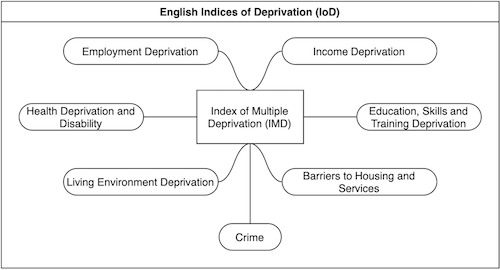 English Indices of Deprivation (IoD)
Employment Deprivation
Income Deprivation
Health Deprivation and
Disability
Index of Multiple
Deprivation (IMD)
Education, Skills and
Training Deprivation
Living Environment Deprivation
Barriers to Housing and
Services
Crime